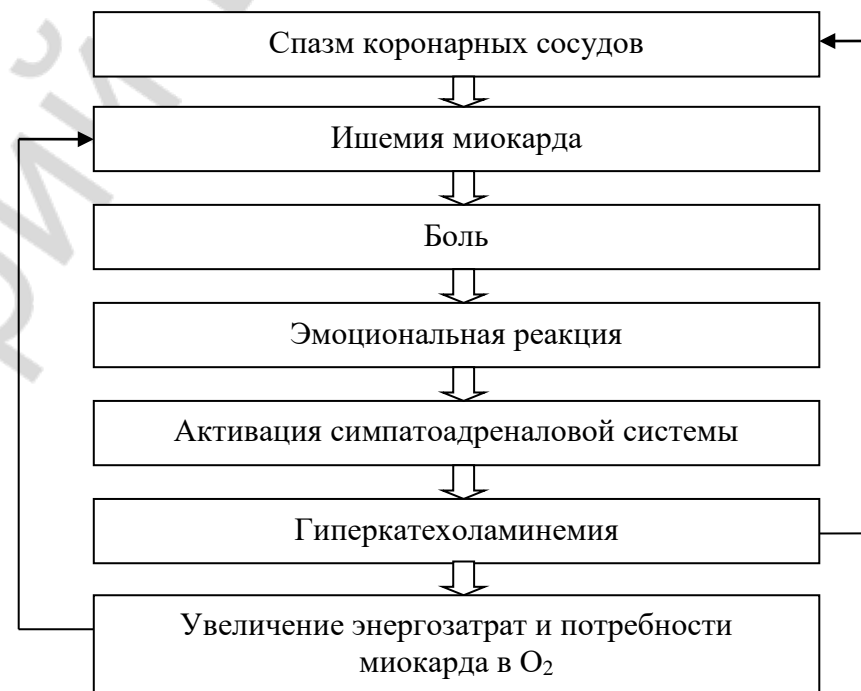 Спазм коронарных сосудов
Ишемия миокарда
Боль
Эмоциональная реакция
Активация симпатоадреналовой системы
Гиперкатехоламинемия
Увеличение энергозатрат и потребности
миокарда в O₂